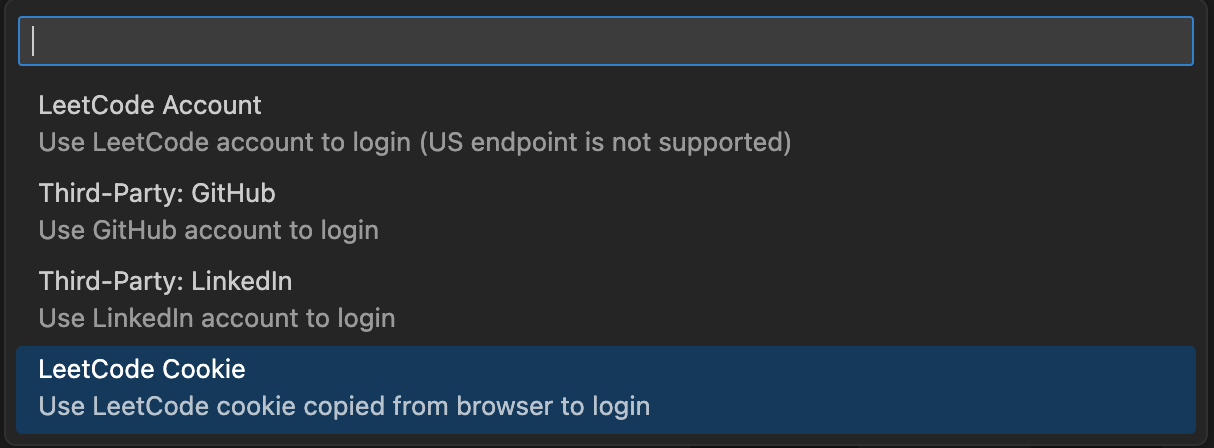 LeetCode Account
Use LeetCode account to login (US endpoint is not supported)
Third-Party: GitHub
Use GitHub account to login
Third-Party: LinkedIn
Use LinkedIn account to login
LeetCode Cookie
Use LeetCode cookie copied from browser to login